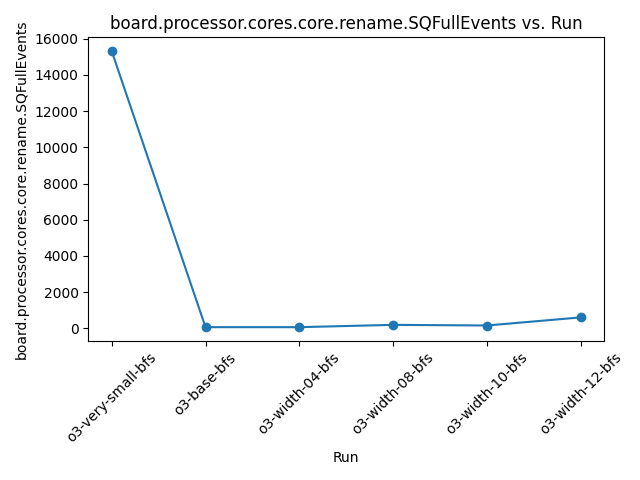 board.processor.cores.core.rename.SQFullEvents vs. Run
board.processor.cores.core.rename.SQFullEvents
16000
14000
12000
10000
8000
6000
4000
2000
0
o3-very-small-bfs
o3-base-bfs
o3-width-04-bfs
o3-width-08-bfs
o3-width-10-bfs
o3-width-12-bfs
Run